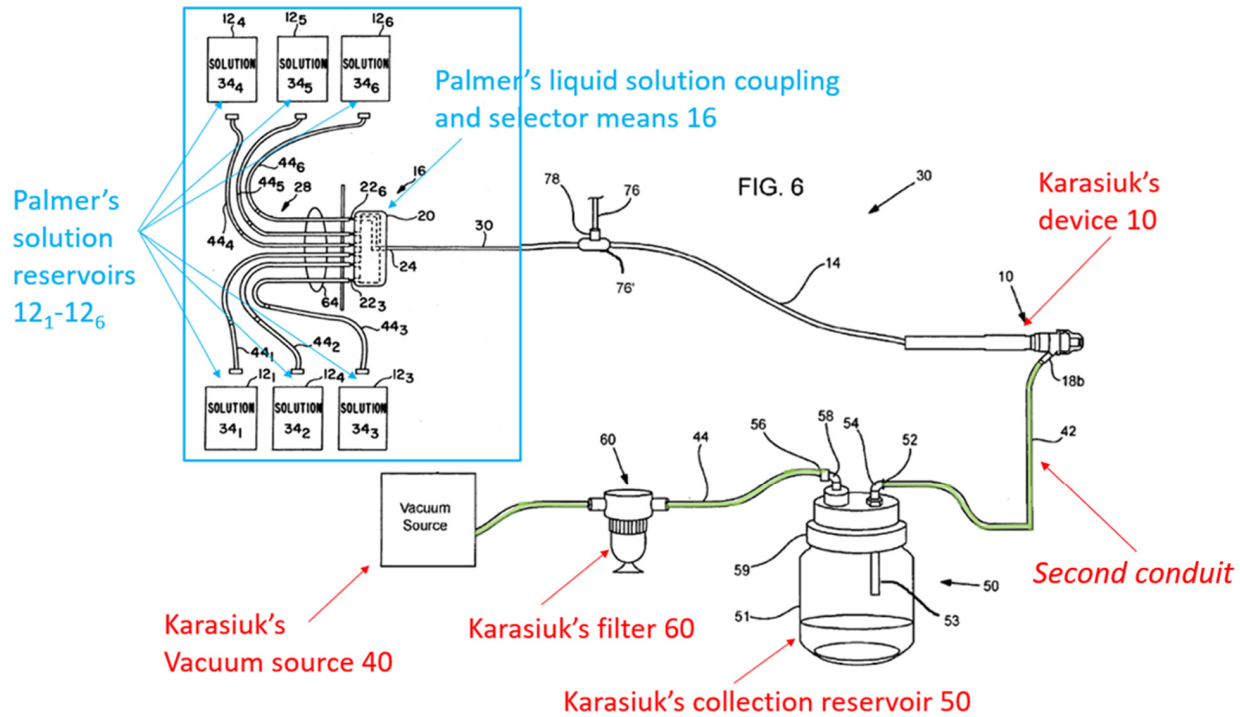 12₄
12₅
12₆
SOLUTION
34₄
SOLUTION
34₅
SOLUTION
34₆
Palmer’s liquid solution coupling
and selector means 16
Palmer’s
solution
reservoirs
12₁-12₆
44₆
44₅
28
44₄
22₆
16
20
30
24
22₃
64
44₃
44₂
44₁
12₁
12₄
12₃
SOLUTION
34₁
SOLUTION
34₂
SOLUTION
34₃
78
76
76'
FIG. 6
30
14
Karasiuk’s
device 10
10
18b
42
Second conduit
Vacuum
Source
60
44
56
58
54
52
59
51
53
50
Karasiuk’s
Vacuum source 40
Karasiuk’s filter 60
Karasiuk’s collection reservoir 50